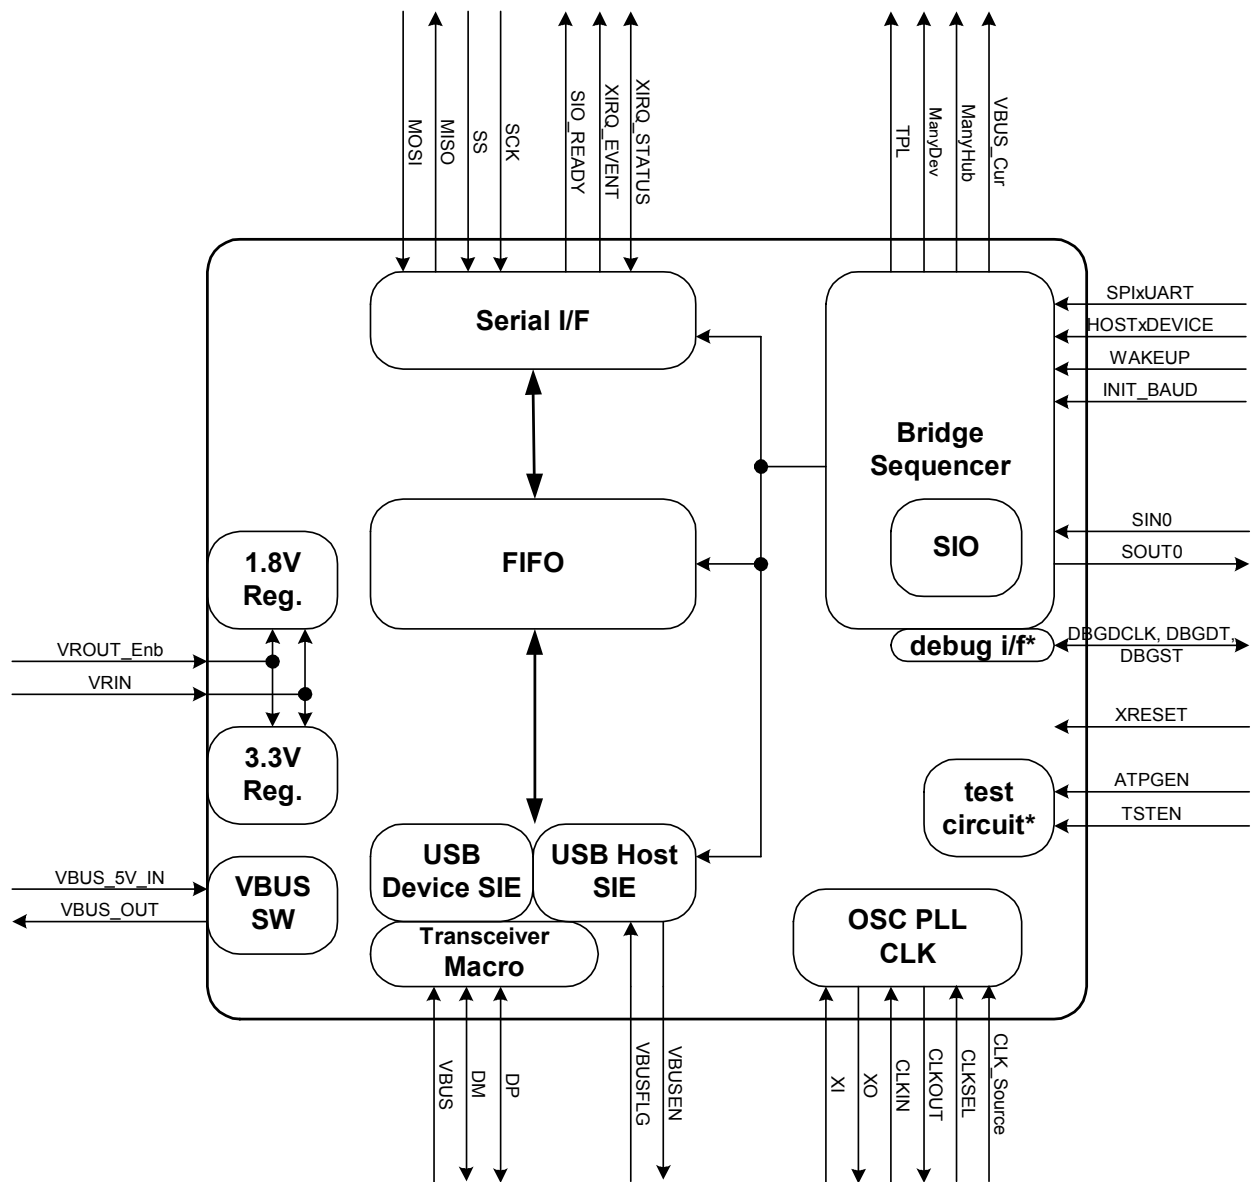 MOSI
MISO
SS
SCK
SIO_READY
XIRQ_EVENT
XIRQ_STATUS
TPL
ManyDev
ManyHub
VBUS_Cur
Serial I/F
SPIxUART
HOSTxDEVICE
WAKEUP
INIT_BAUD
Bridge
Sequencer
SIO
SIN0
SOUT0
FIFO
1.8V
Reg.
debug i/f*
DBGDCLK, DBGDT,
DBGST
VROUT_Enb
VRIN
3.3V
Reg.
XRESET
test
circuit*
ATPGEN
TSTEN
USB
Device SIE
USB Host
SIE
VBUS_5V_IN
VBUS_OUT
VBUS
SW
Transceiver
Macro
OSC PLL
CLK
VBUS
DM
DP
VBUSFLG
VBUSEN
XI
XO
CLKIN
CLKOUT
CLKSEL
CLK_Source